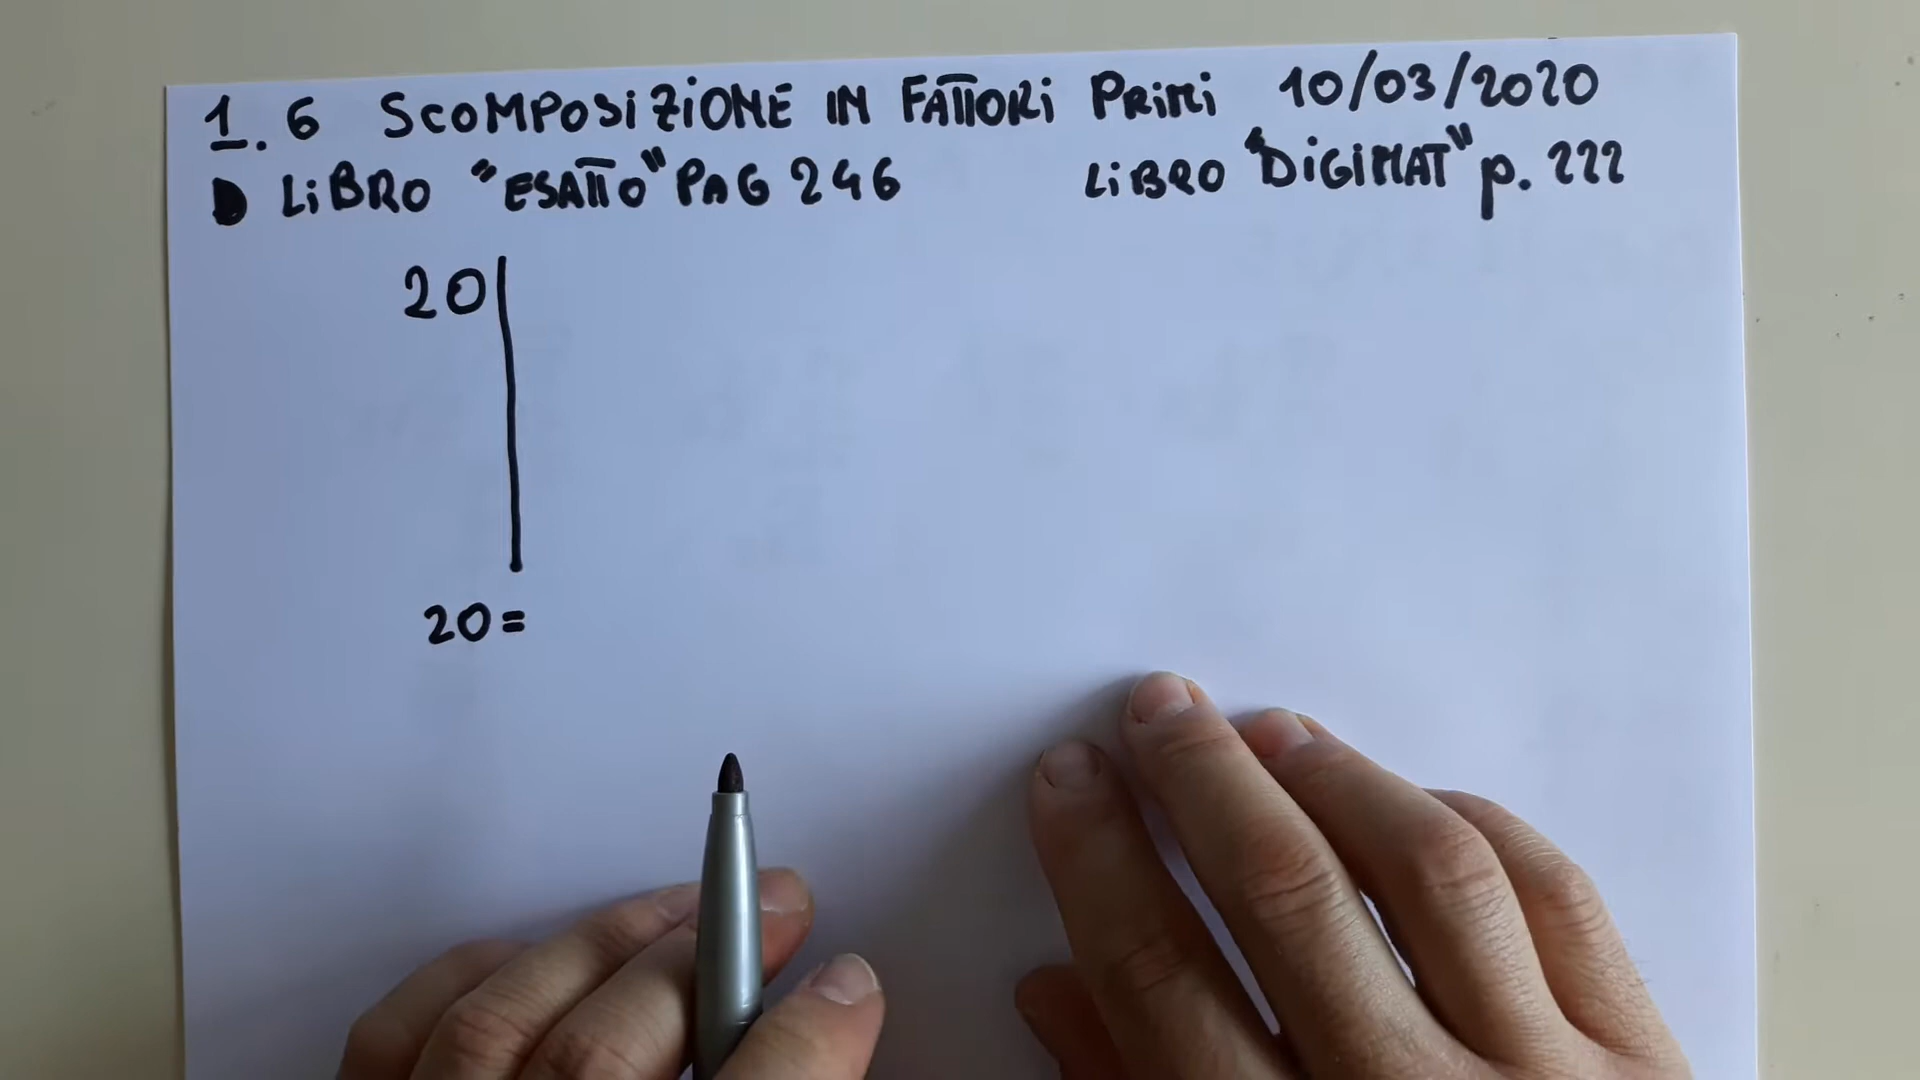 1.6 SCOMPOSiZiONE IN FATTORi PRiMi 10/03/2020
D LiBRO "ESATTO" PAG 246 LiBRO "DiGiMAT" p. 222
20
20=